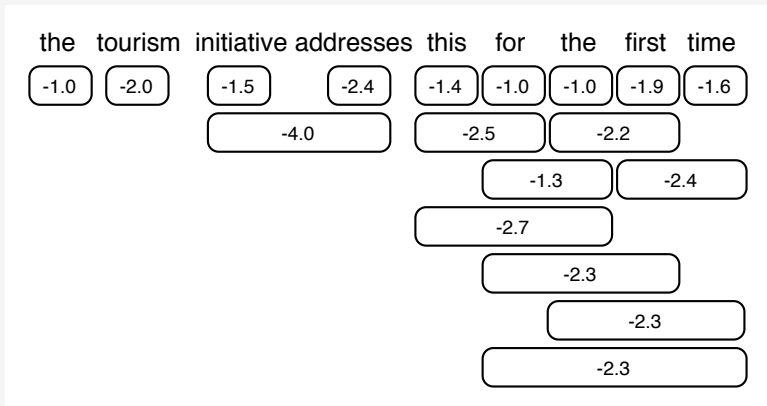 the tourism initiative addresses this for the first time
-1.0 -2.0 -1.5 -2.4 -1.4 -1.0 -1.0 -1.9 -1.6
-4.0 -2.5 -2.2
-1.3 -2.4
-2.7
-2.3
-2.3
-2.3